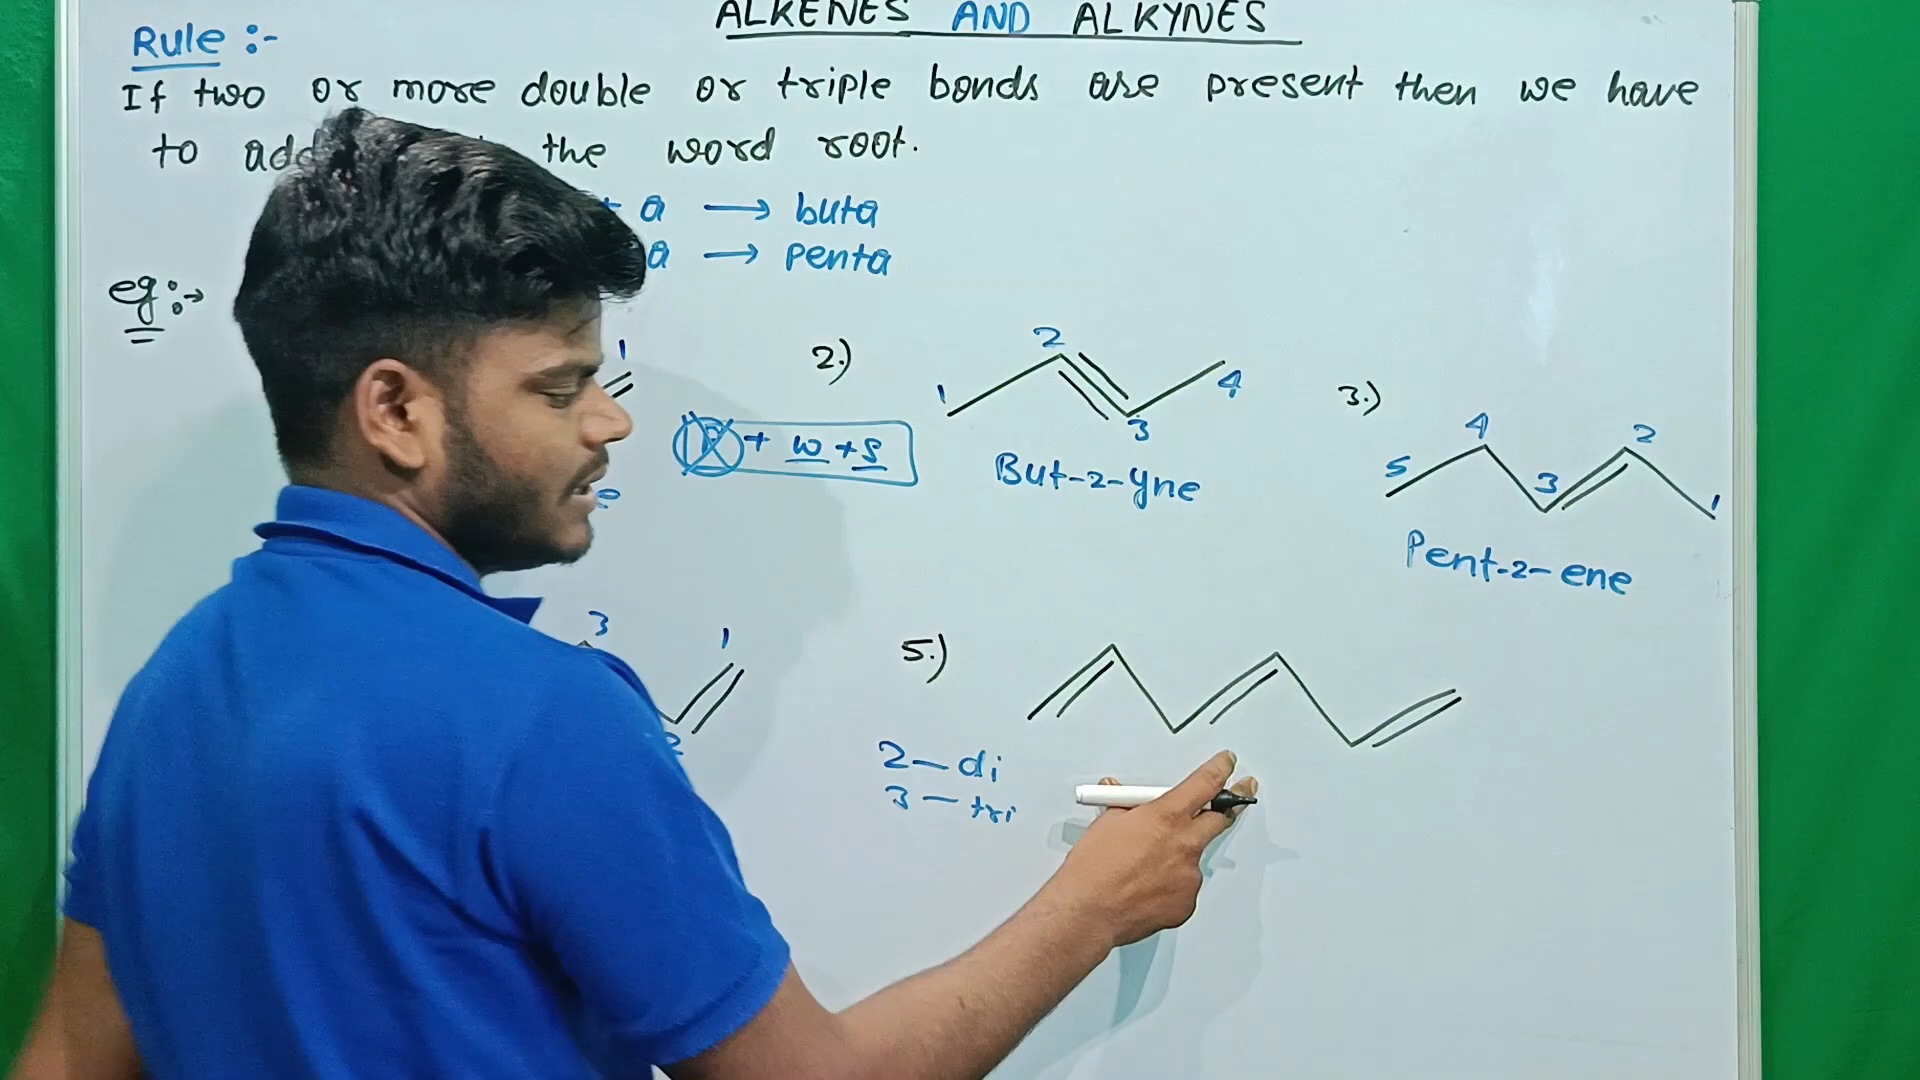 ALKENES AND ALKYNES
Rule :-
If two or more double or triple bonds are present then we have
to add the word root.
a → buta
a → penta
eg :→
1
+ w + s
2.)
1 2 3 4
But-2-yne
3.)
5 4 3 2 1
Pent-2-ene
3 2 1
5.)
2 — di
3 — tri